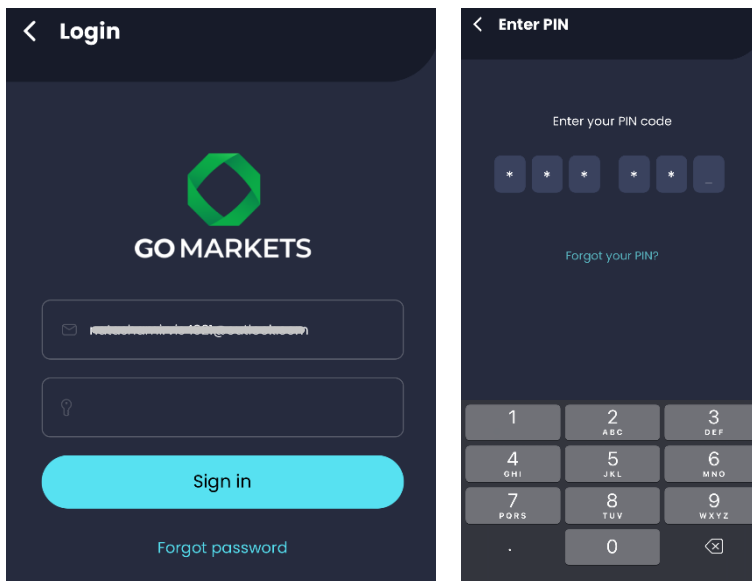 Login
GO MARKETS
Sign in
Forgot password
Enter PIN
Enter your PIN code
* * * * * _
Forgot your PIN?
1
2
ABC
3
DEF
4
GHI
5
JKL
6
MNO
7
PQRS
8
TUV
9
WXYZ
.
0